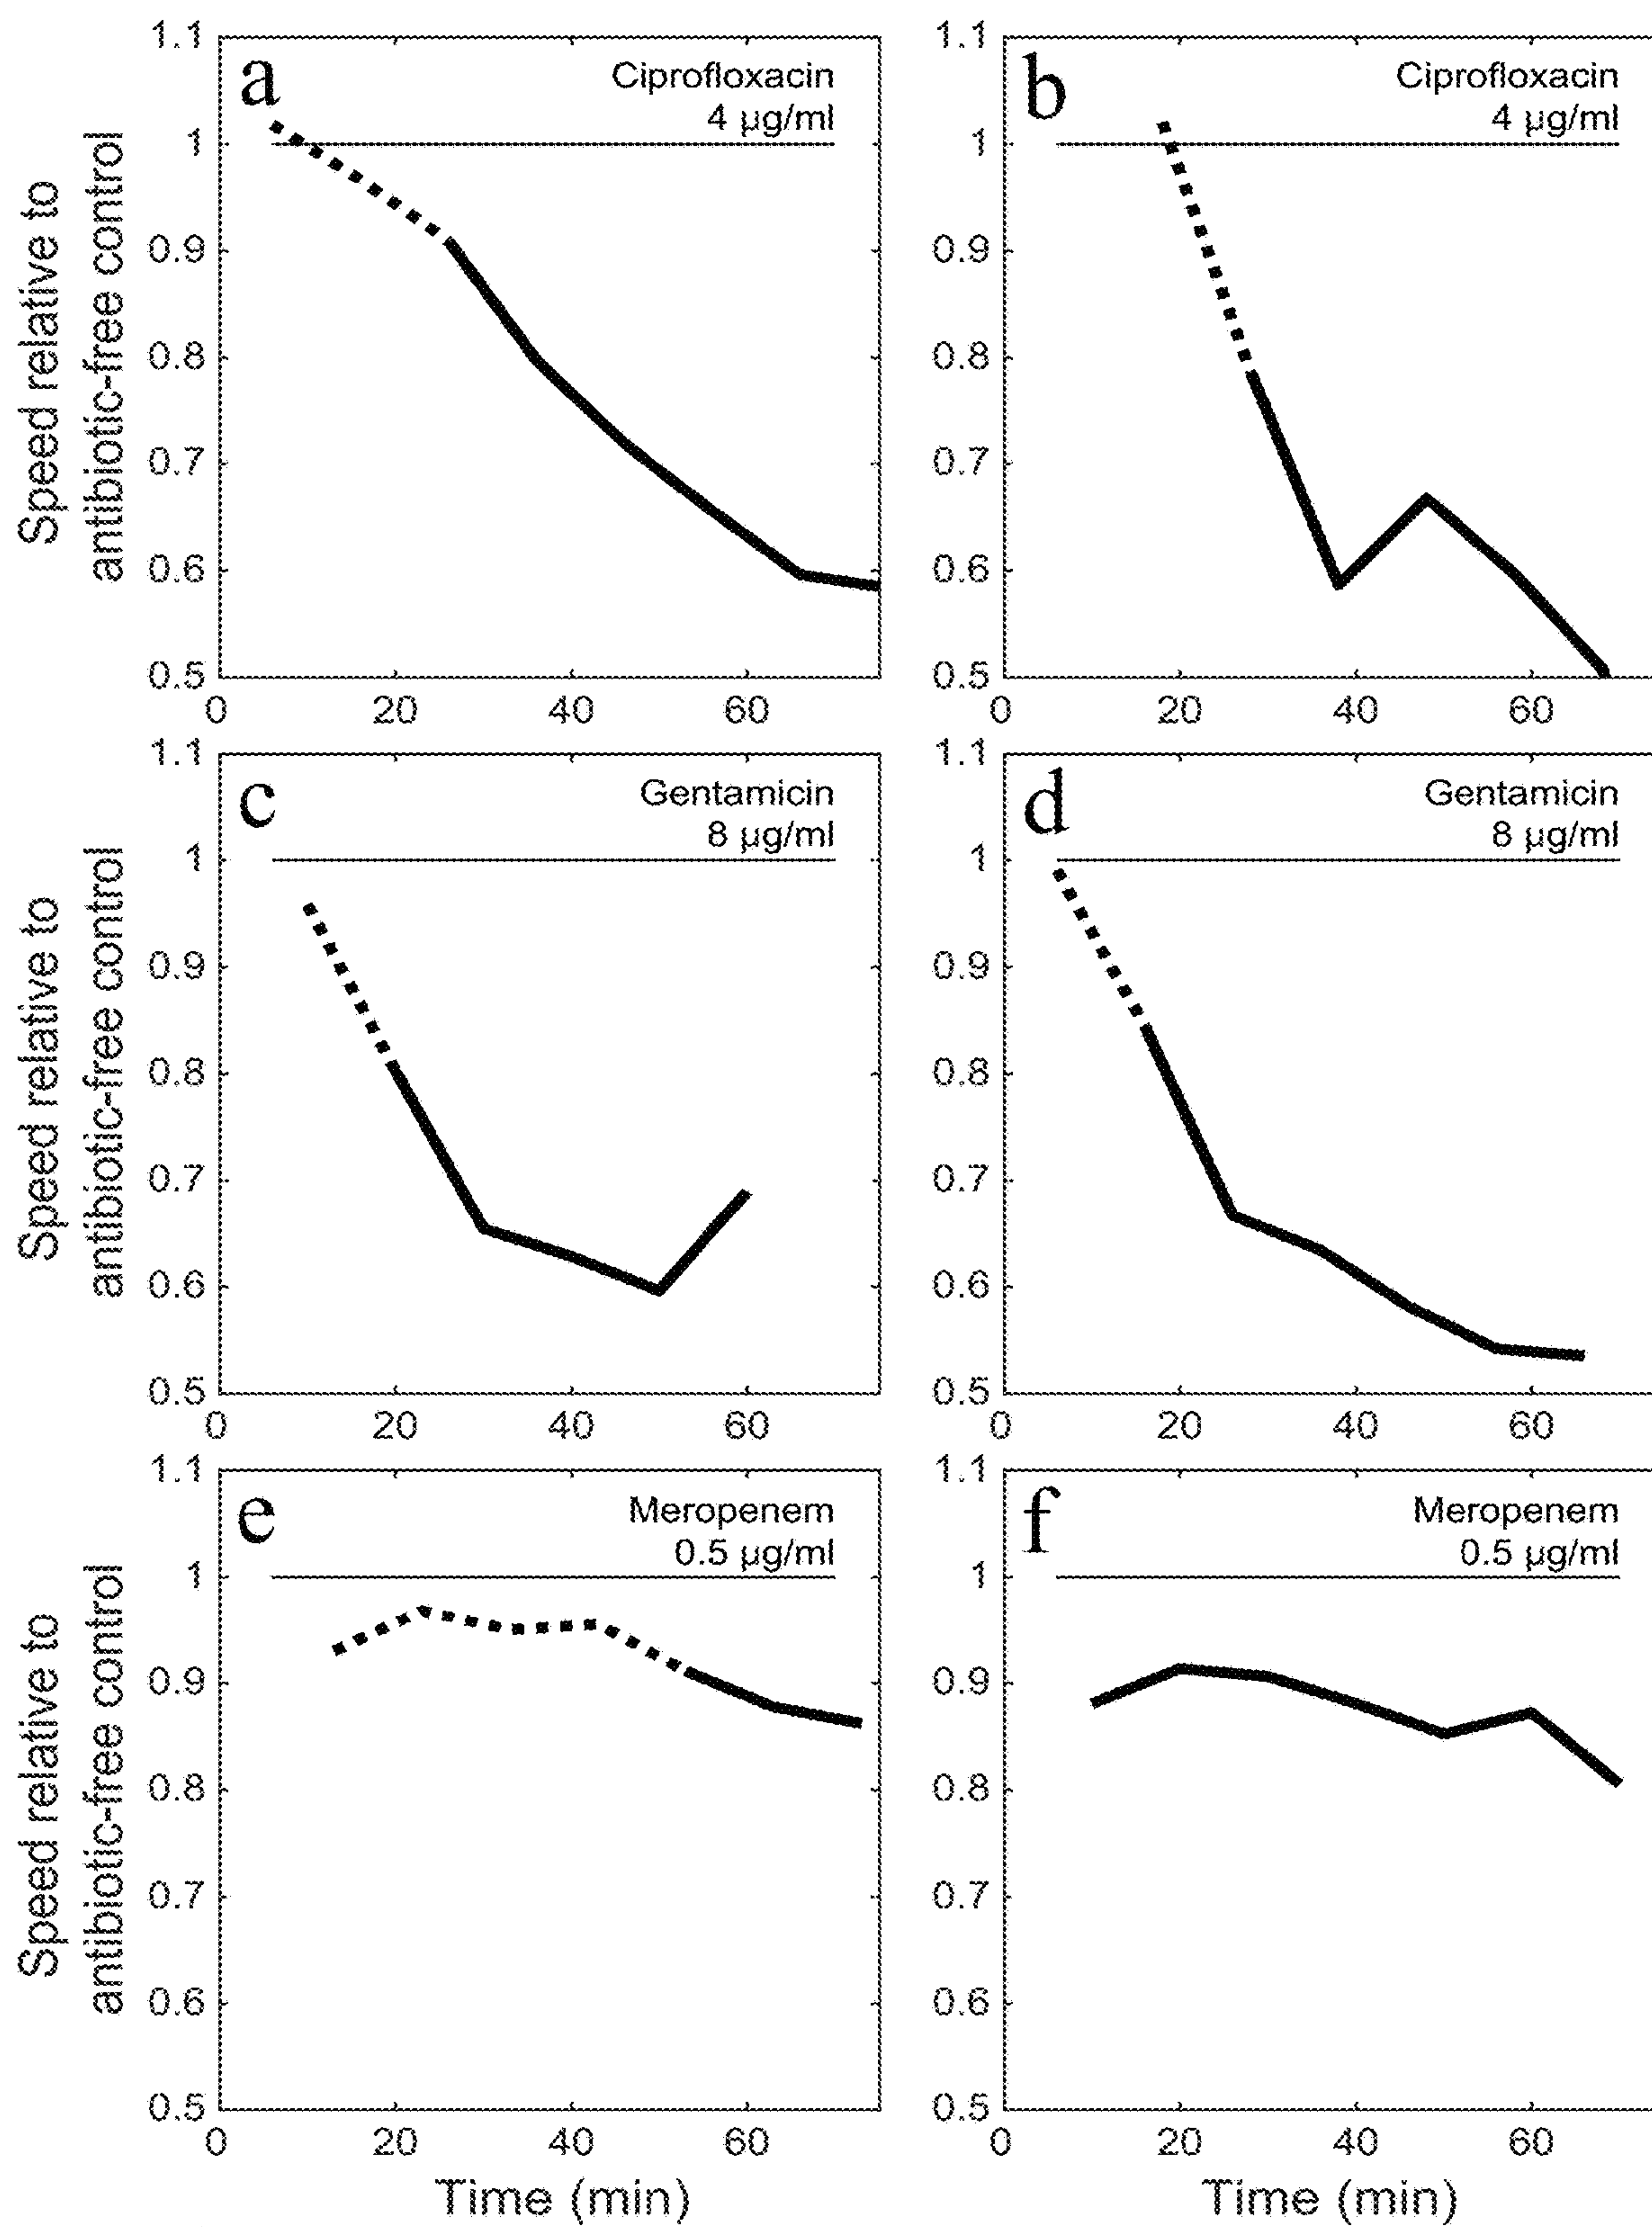 a
Ciprofloxacin
4 µg/ml
Speed relative to
antibiotic-free control
1.1
1
0.9
0.8
0.7
0.6
0.5
0
20
40
60
b
Ciprofloxacin
4 µg/ml
1.1
1
0.9
0.8
0.7
0.6
0.5
0
20
40
60
c
Gentamicin
8 µg/ml
Speed relative to
antibiotic-free control
1.1
1
0.9
0.8
0.7
0.6
0.5
0
20
40
60
d
Gentamicin
8 µg/ml
1.1
1
0.9
0.8
0.7
0.6
0.5
0
20
40
60
e
Meropenem
0.5 µg/ml
Speed relative to
antibiotic-free control
1.1
1
0.9
0.8
0.7
0.6
0.5
0
20
40
60
Time (min)
f
Meropenem
0.5 µg/ml
1.1
1
0.9
0.8
0.7
0.6
0.5
0
20
40
60
Time (min)